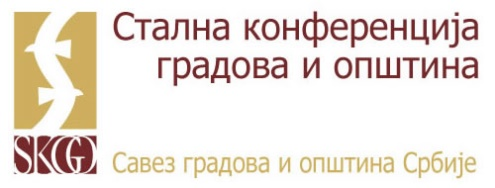 Стална конференција
градова и општина
SKGO
Савез градова и општина Србије